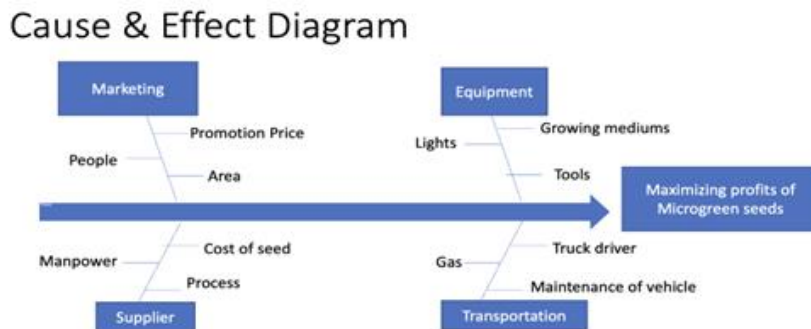 Cause & Effect Diagram
Marketing
Equipment
Promotion Price
Growing mediums
People
Lights
Area
Tools
Maximizing profits of
Microgreen seeds
Cost of seed
Truck driver
Manpower
Gas
Process
Maintenance of vehicle
Supplier
Transportation